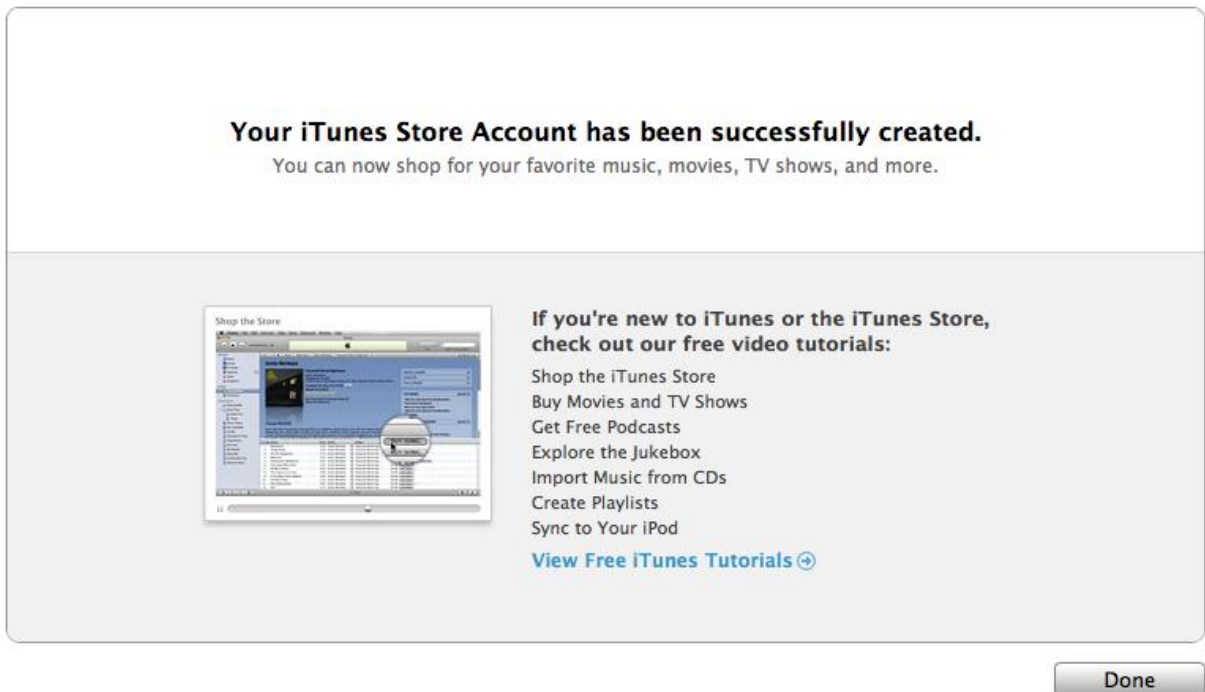 Your iTunes Store Account has been successfully created.
You can now shop for your favorite music, movies, TV shows, and more.
Shop the Store
If you're new to iTunes or the iTunes Store,
check out our free video tutorials:
Shop the iTunes Store
Buy Movies and TV Shows
Get Free Podcasts
Explore the Jukebox
Import Music from CDs
Create Playlists
Sync to Your iPod
View Free iTunes Tutorials
Done